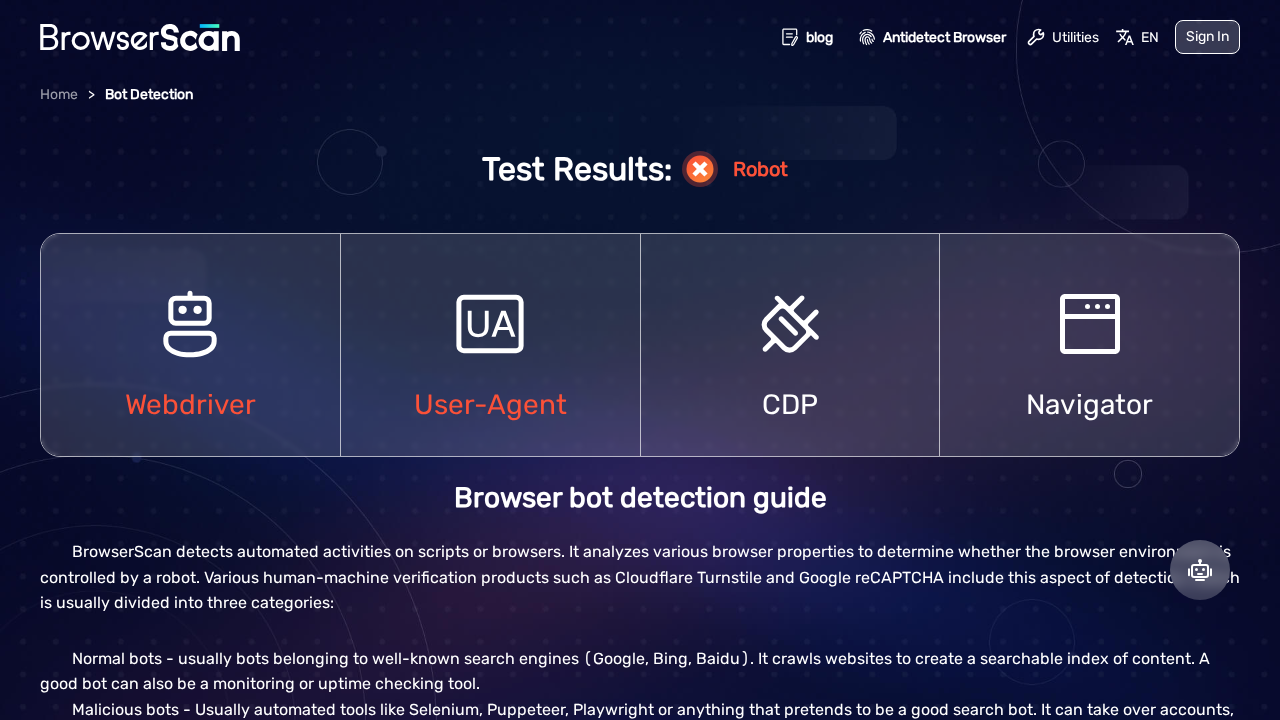 BrowserScan
blog
Antidetect Browser
Utilities
EN
Sign In
Home > Bot Detection
Test Results:
Robot
UA
Webdriver
User-Agent
CDP
Navigator
Browser bot detection guide
BrowserScan detects automated activities on scripts or browsers. It analyzes various browser properties to determine whether the browser is
controlled by a robot. Various human-machine verification products such as Cloudflare Turnstile and Google reCAPTCHA include this aspect of
is usually divided into three categories:
Normal bots - usually bots belonging to well-known search engines (Google, Bing, Baidu). It crawls websites to create a searchable index of content. A
good bot can also be a monitoring or uptime checking tool.
Malicious bots - Usually automated tools like Selenium, Puppeteer, Playwright or anything that pretends to be a good search bot. It can take over accounts,